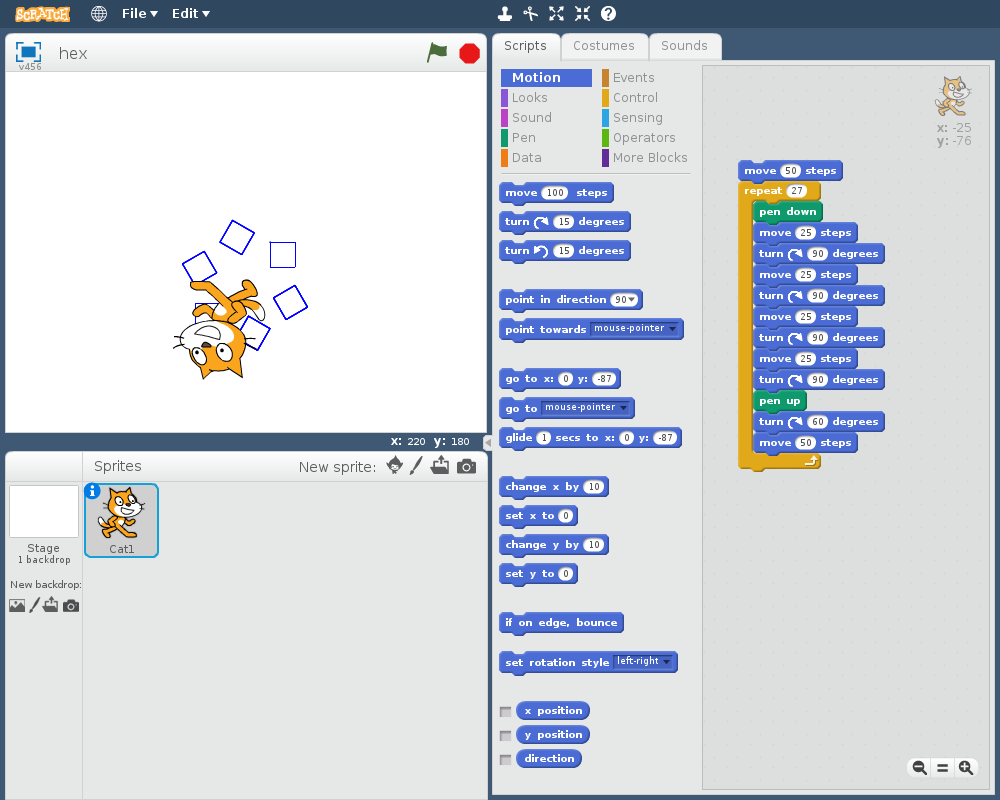 SCRATCH File▼ Edit▼
hex
v456
x: 220 y: 180
Sprites New sprite:
Stage
1 backdrop
New backdrop:
Cat1
Scripts Costumes Sounds
Motion Events
Looks Control
Sound Sensing
Pen Operators
Data More Blocks
move 100 steps
turn 15 degrees
turn 15 degrees
point in direction 90▼
point towards mouse-pointer
go to x: 0 y: -87
go to mouse-pointer
glide 1 secs to x: 0 y: -87
change x by 10
set x to 0
change y by 10
set y to 0
if on edge, bounce
set rotation style left-right
x position
y position
direction
x: -25
y: -76
move 50 steps
repeat 27
pen down
move 25 steps
turn 90 degrees
move 25 steps
turn 90 degrees
move 25 steps
turn 90 degrees
move 25 steps
turn 90 degrees
pen up
turn 60 degrees
move 50 steps